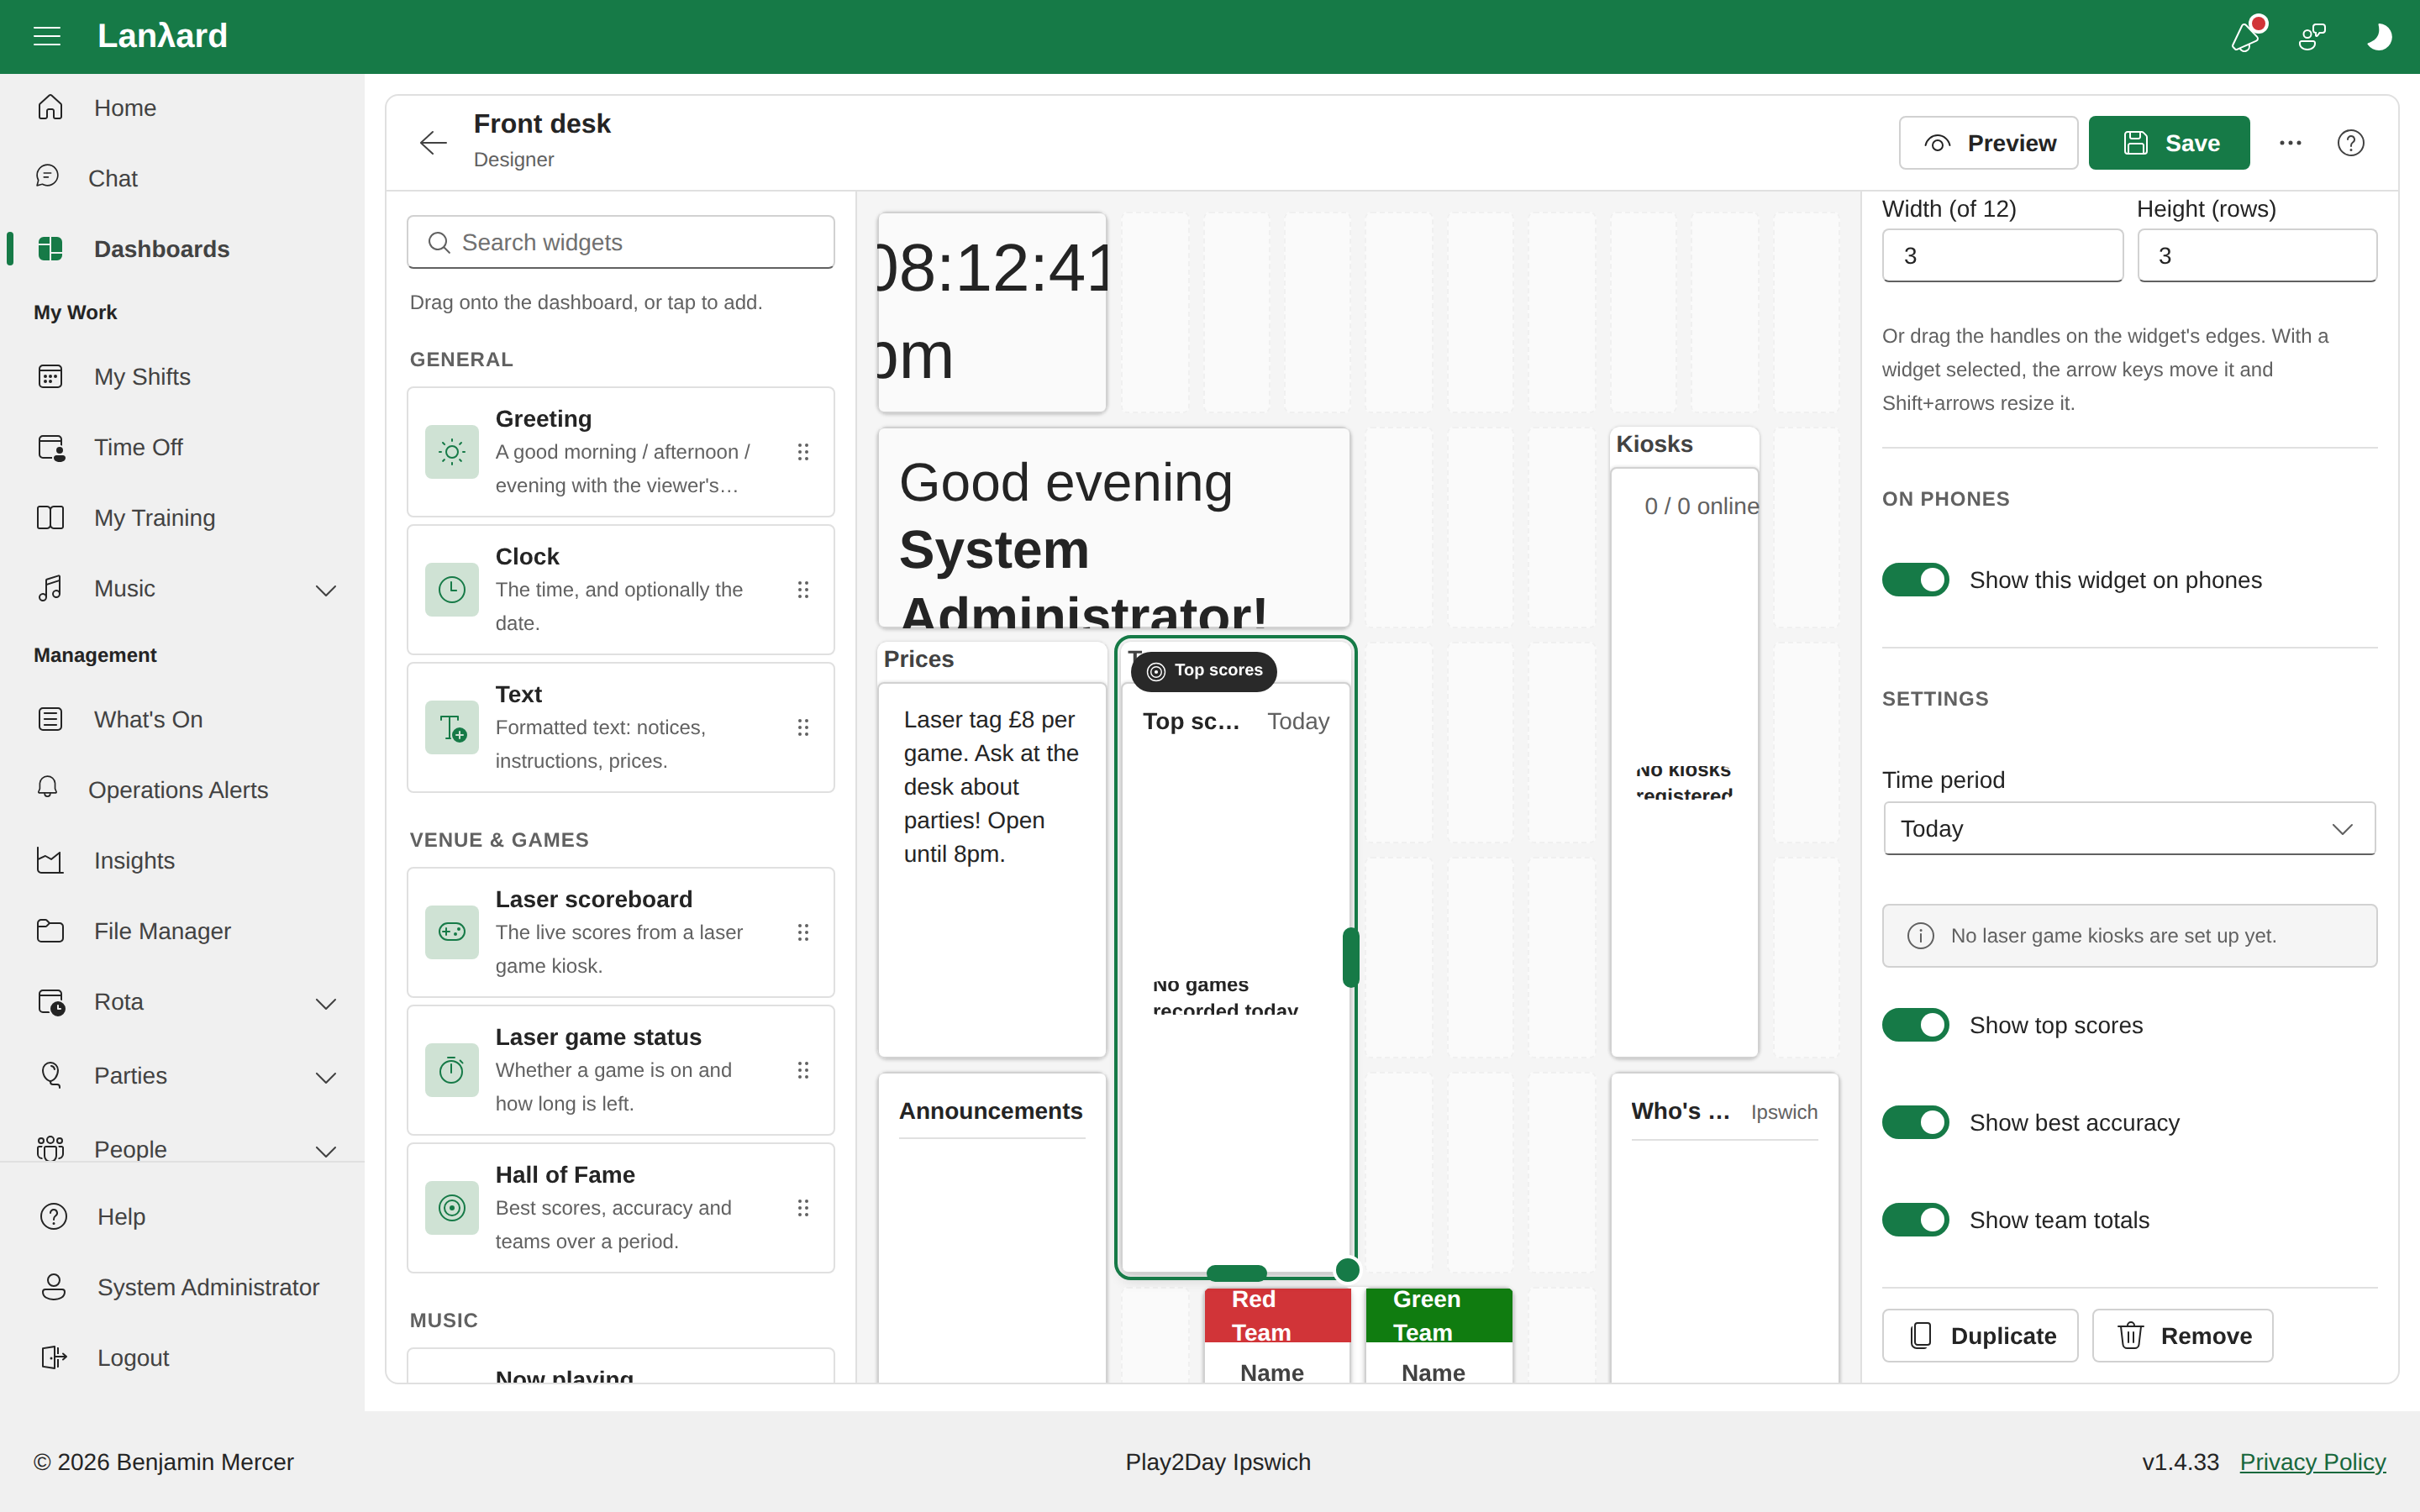 Lanλard
Home
Chat
Dashboards
My Work
My Shifts
Time Off
My Training
Music
Management
What's On
Operations Alerts
Insights
File Manager
Rota
Parties
People
Help
System Administrator
Logout
Front desk
Designer
Preview
Save
Search widgets
Drag onto the dashboard, or tap to add.
GENERAL
Greeting
A good morning / afternoon /
evening with the viewer's…
Clock
The time, and optionally the
date.
Text
Formatted text: notices,
instructions, prices.
VENUE & GAMES
Laser scoreboard
The live scores from a laser
game kiosk.
Laser game status
Whether a game is on and
how long is left.
Hall of Fame
Best scores, accuracy and
teams over a period.
MUSIC
Now playing
08:12:41
pm
Good evening
System
Administrator!
Kiosks
0 / 0 online
No kiosks
registered
Prices
Laser tag £8 per
game. Ask at the
desk about
parties! Open
until 8pm.
Top scores
Top sc… Today
No games
recorded today
Announcements
Who's … Ipswich
Red
Team
Name
Green
Team
Name
Width (of 12) Height (rows)
3 3
Or drag the handles on the widget's edges. With a
widget selected, the arrow keys move it and
Shift+arrows resize it.
ON PHONES
Show this widget on phones
SETTINGS
Time period
Today
No laser game kiosks are set up yet.
Show top scores
Show best accuracy
Show team totals
Duplicate
Remove
© 2026 Benjamin Mercer
Play2Day Ipswich
v1.4.33 Privacy Policy